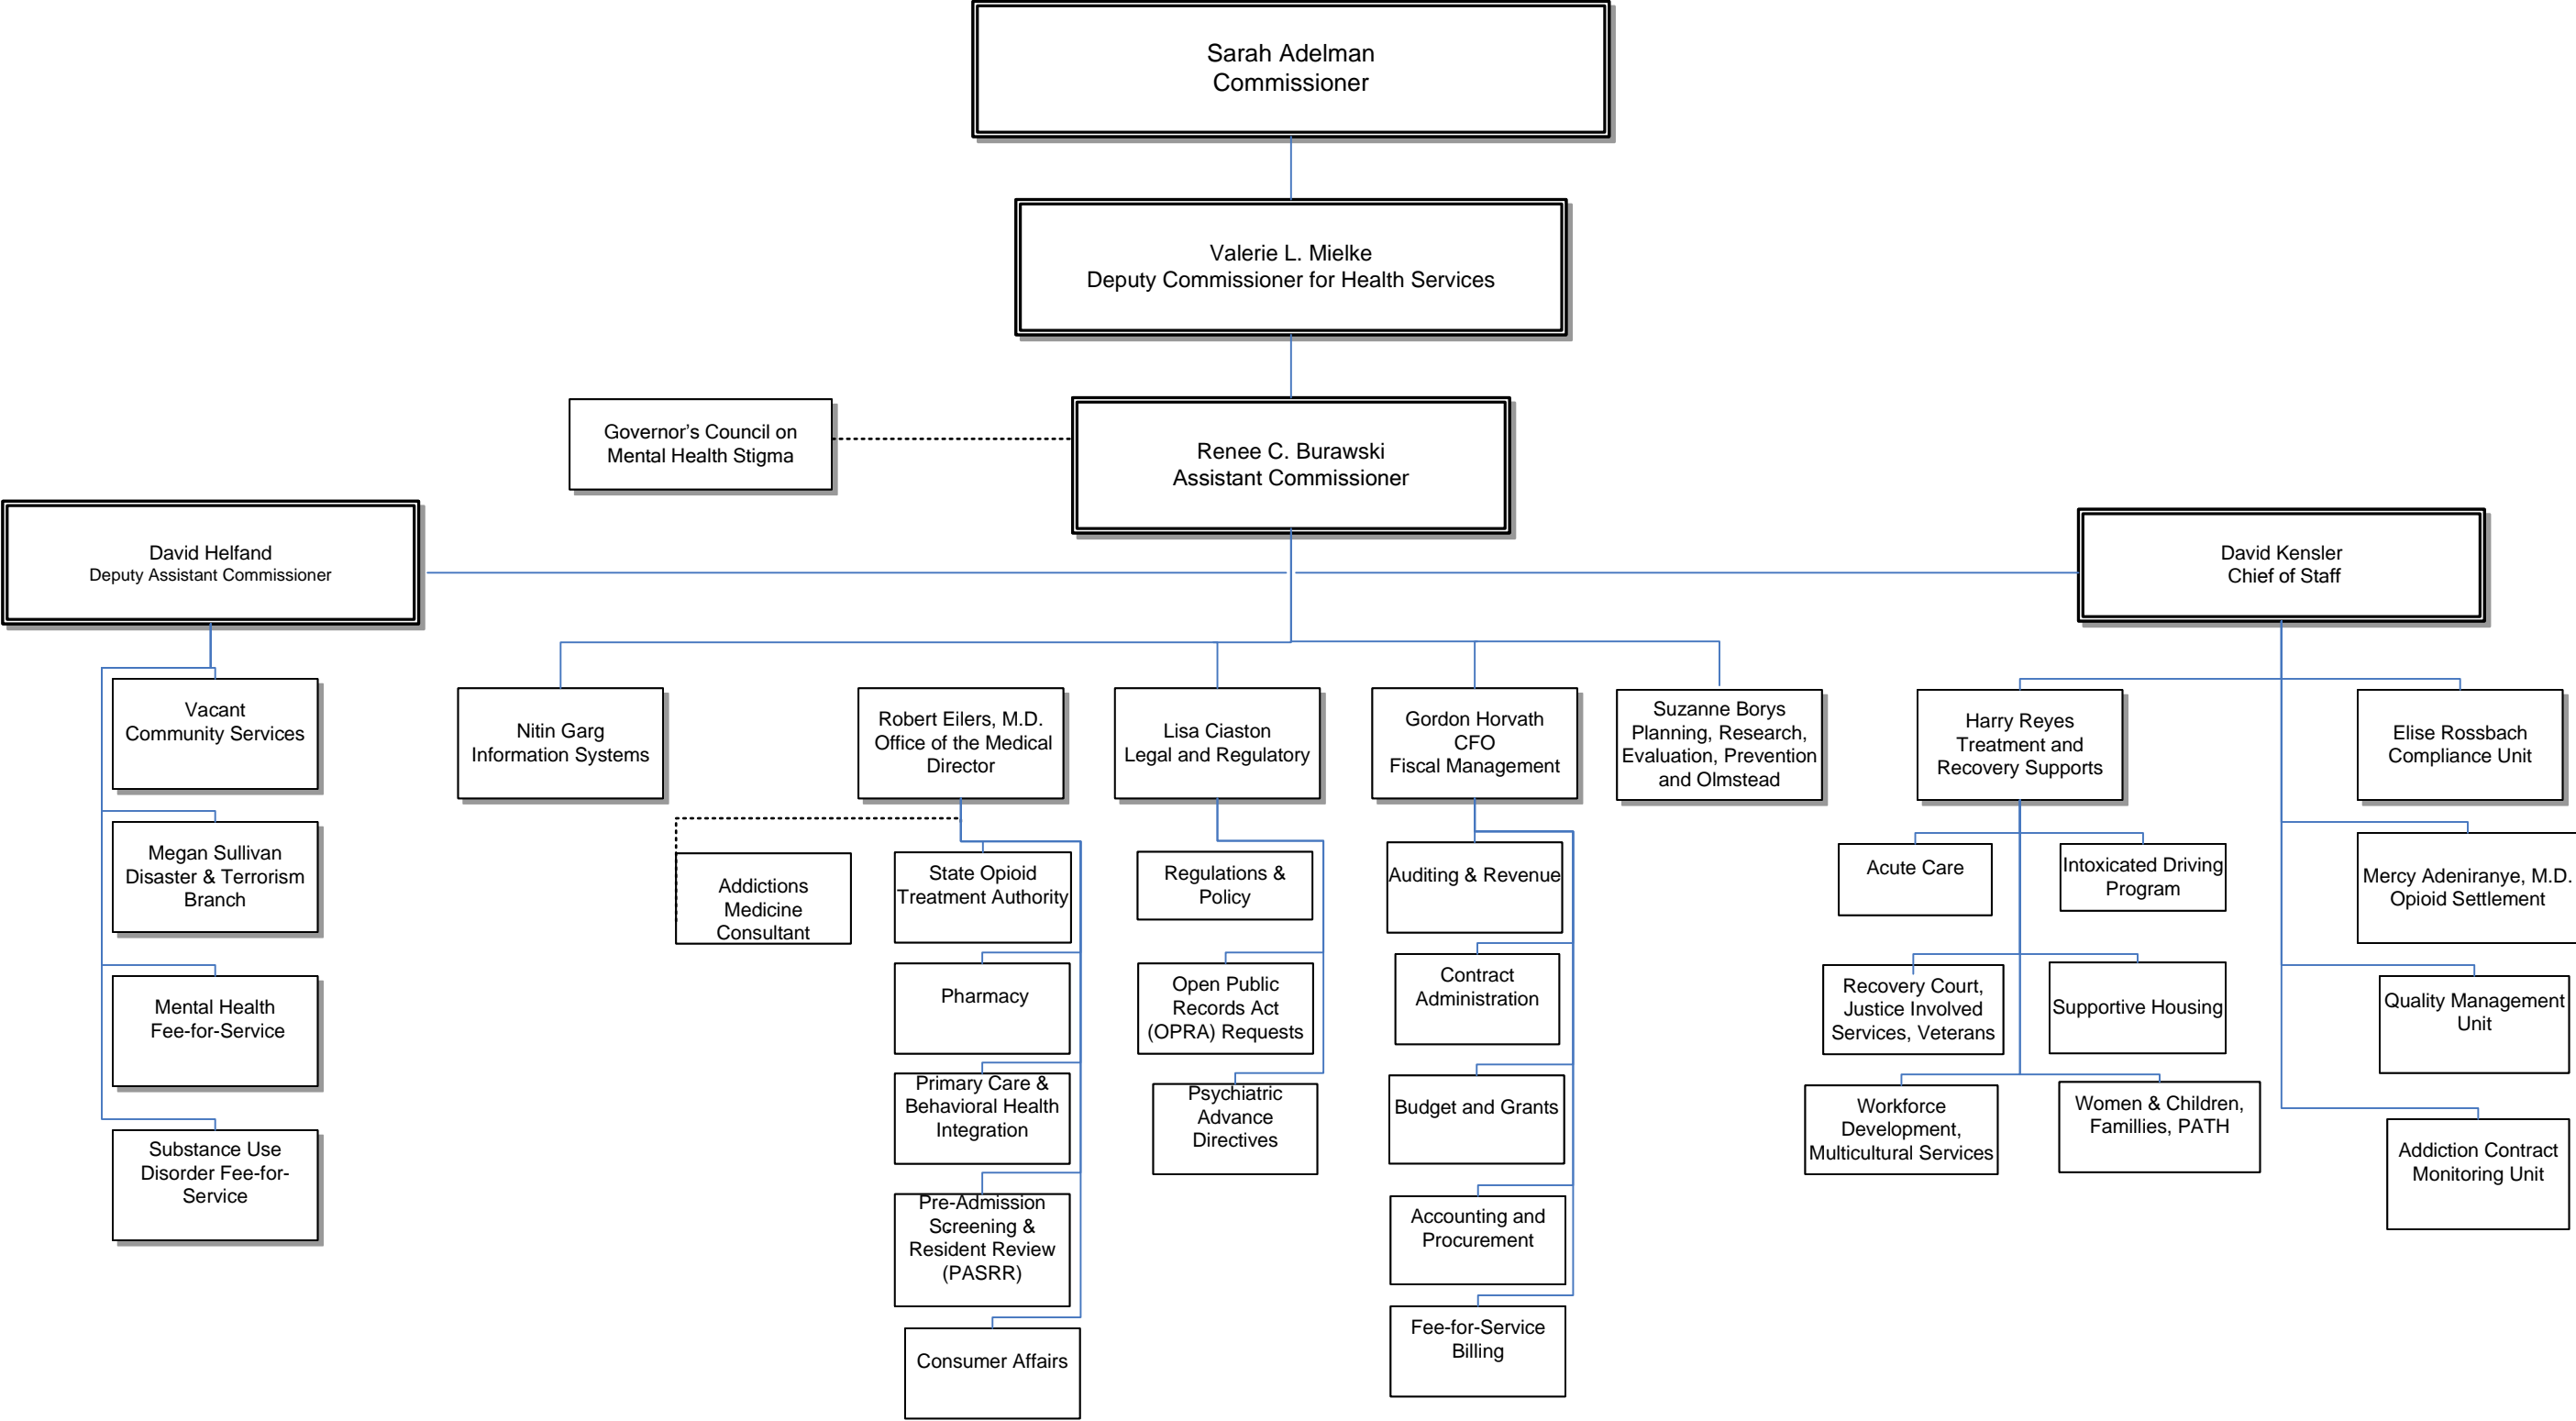 Sarah Adelman
Commissioner
Valerie L. Mielke
Deputy Commissioner for Health Services
Governor’s Council on
Mental Health Stigma
Renee C. Burawski
Assistant Commissioner
David Helfand
Deputy Assistant Commissioner
David Kensler
Chief of Staff
Vacant
Community Services
Megan Sullivan
Disaster & Terrorism
Branch
Mental Health
Fee-for-Service
Substance Use
Disorder Fee-for-
Service
Nitin Garg
Information Systems
Robert Eilers, M.D.
Office of the Medical
Director
Addictions
Medicine
Consultant
State Opioid
Treatment Authority
Pharmacy
Primary Care &
Behavioral Health
Integration
Pre-Admission
Screening &
Resident Review
(PASRR)
Consumer Affairs
Lisa Ciaston
Legal and Regulatory
Regulations &
Policy
Open Public
Records Act
(OPRA) Requests
Psychiatric
Advance
Directives
Gordon Horvath
CFO
Fiscal Management
Auditing & Revenue
Contract
Administration
Budget and Grants
Accounting and
Procurement
Fee-for-Service
Billing
Suzanne Borys
Planning, Research,
Evaluation, Prevention
and Olmstead
Harry Reyes
Treatment and
Recovery Supports
Acute Care
Intoxicated Driving
Program
Recovery Court,
Justice Involved
Services, Veterans
Supportive Housing
Workforce
Development,
Multicultural Services
Women & Children,
Famillies, PATH
Elise Rossbach
Compliance Unit
Mercy Adeniranye, M.D.
Opioid Settlement
Quality Management
Unit
Addiction Contract
Monitoring Unit